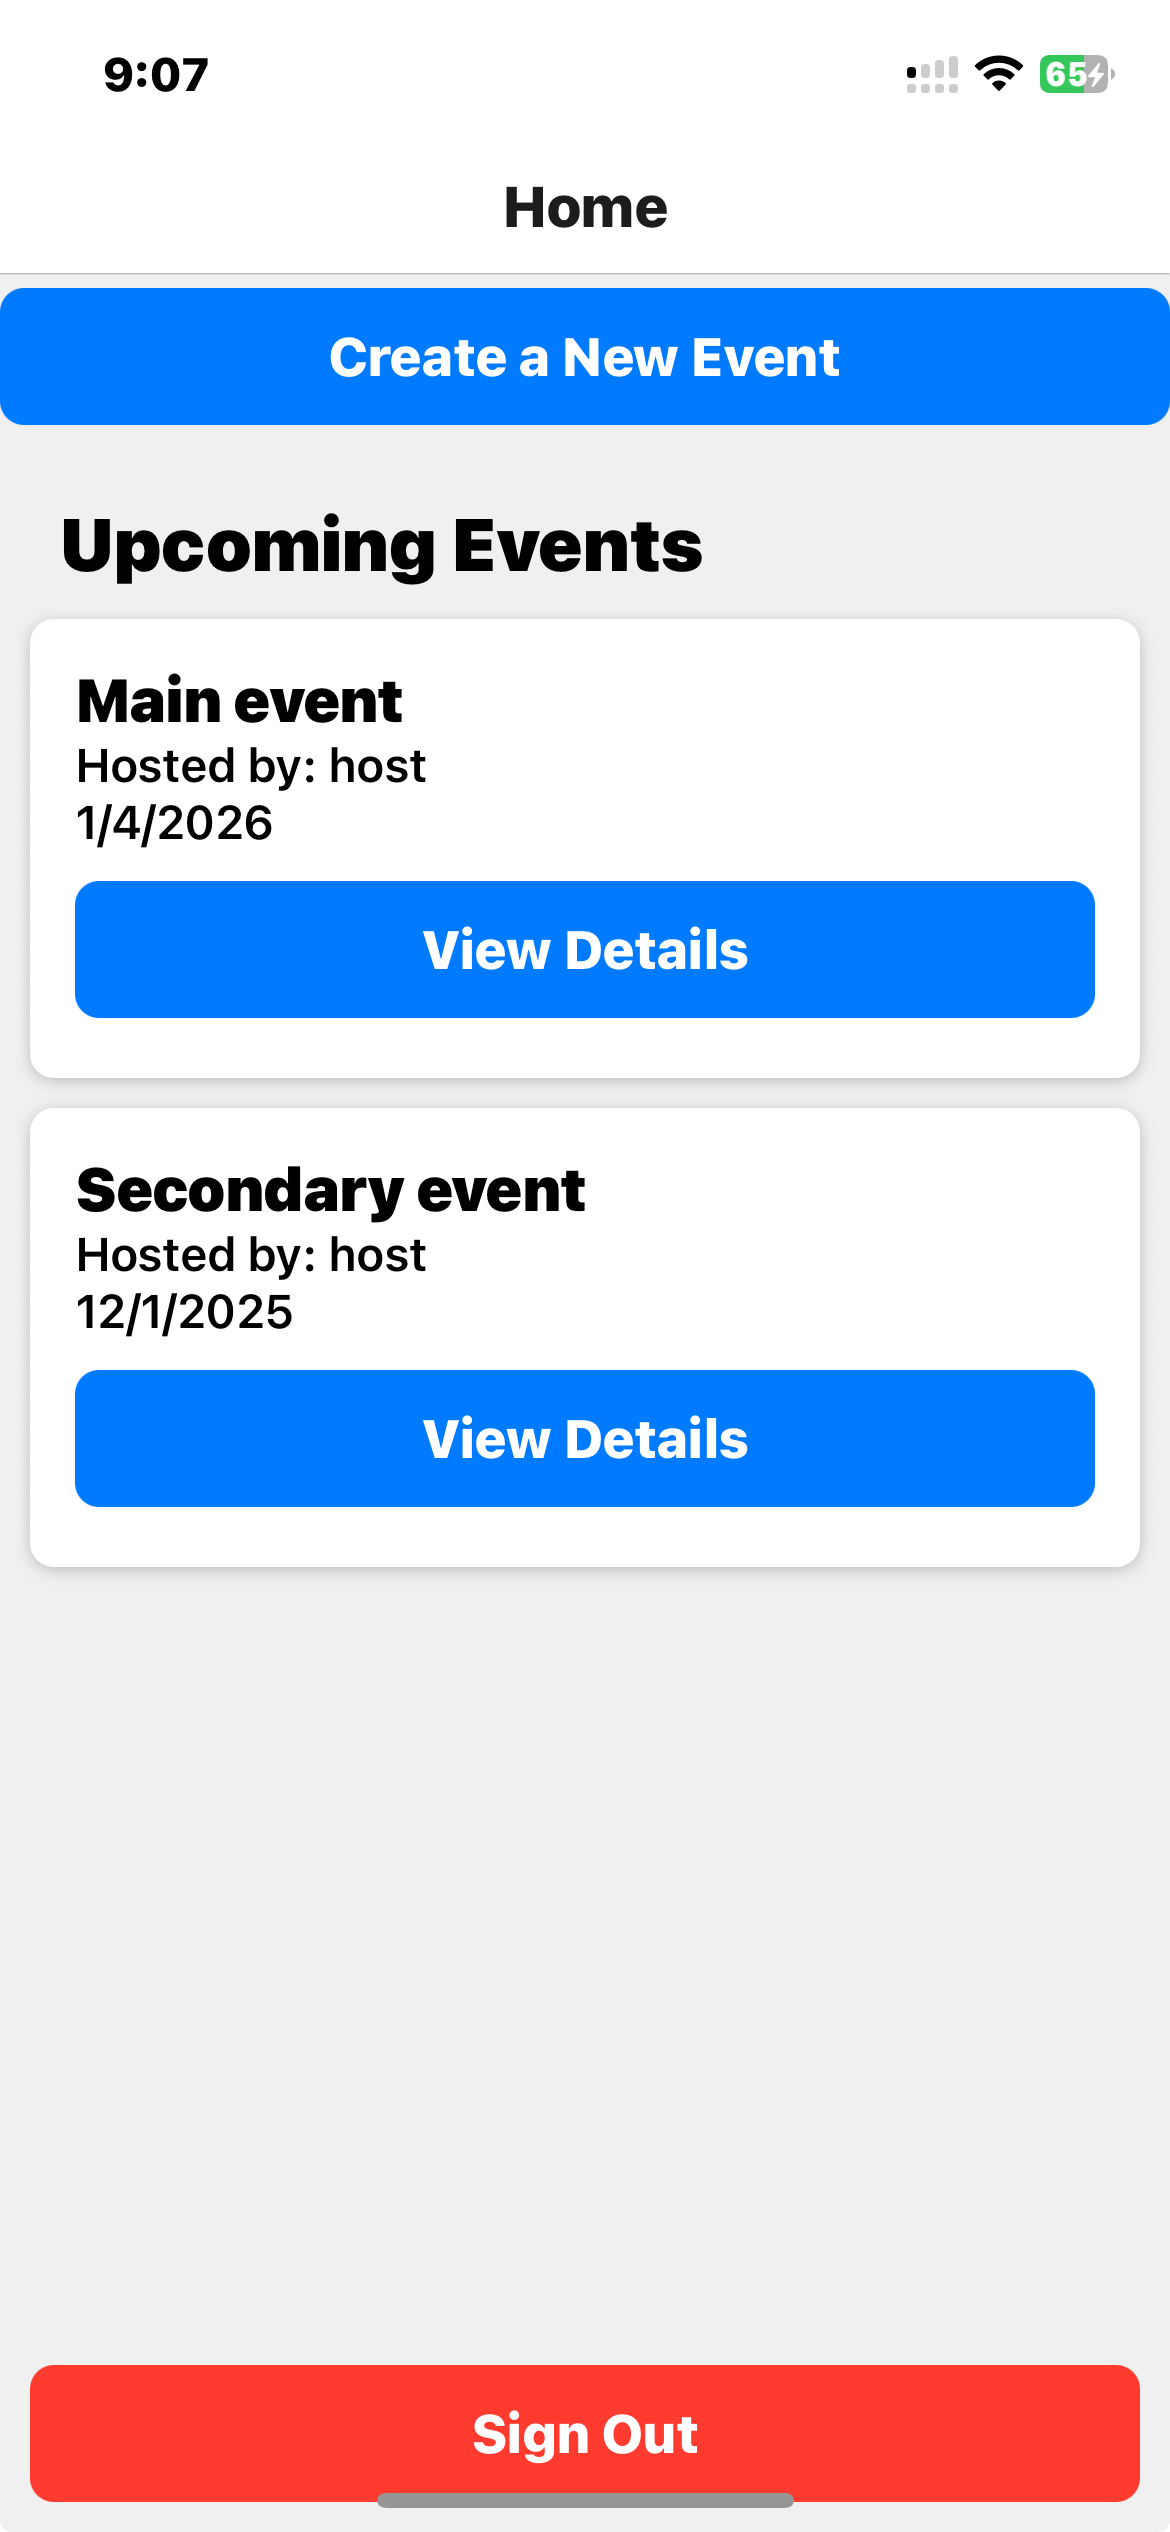 9:07
65
Home
Create a New Event
Upcoming Events
Main event
Hosted by: host
1/4/2026
View Details
Secondary event
Hosted by: host
12/1/2025
View Details
Sign Out